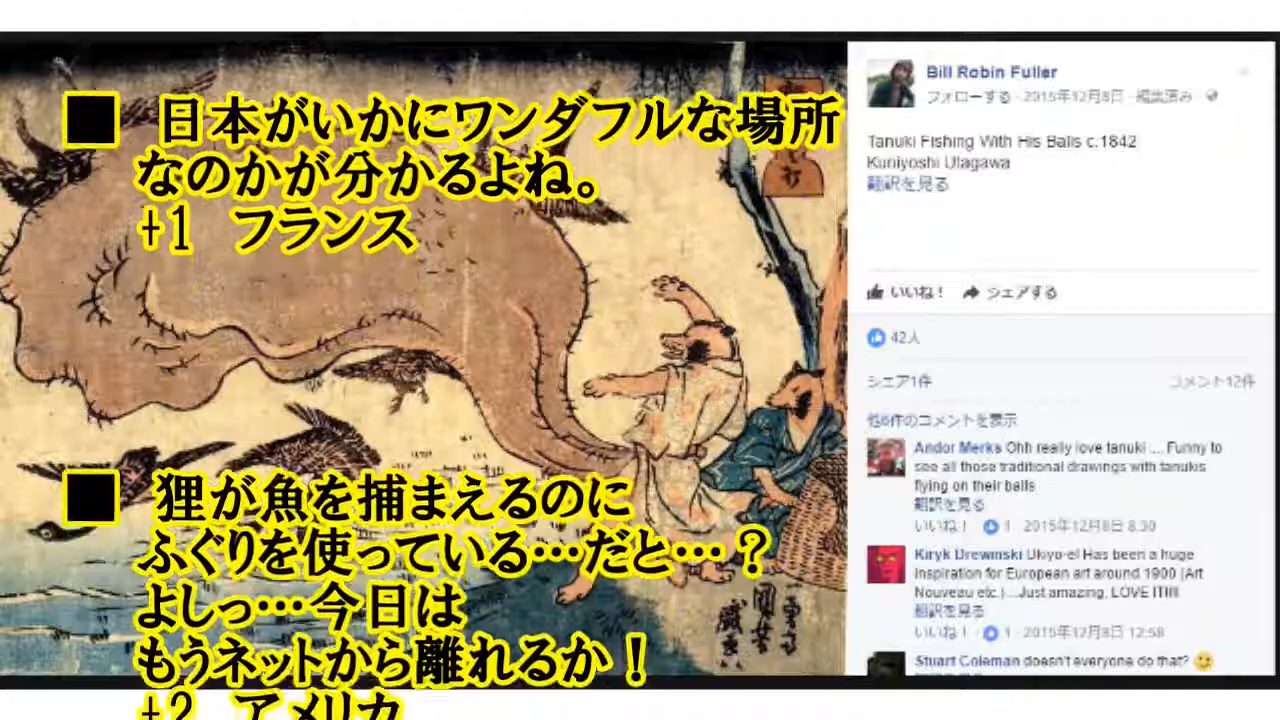 ■ 日本がいかにワンダフルな場所
なのかが分かるよね。
+1 フランス
■ 狸が魚を捕まえるのに
ふぐりを使っている…だと…？
よしっ…今日は
もうネットから離れるか！
+2 アメリカ
Bill Robin Fuller
フォローする · 2015年12月8日 · 編集済み ·
Tanuki Fishing With His Balls c.1842
Kuniyoshi Utagawa
翻訳を見る
いいね！ シェアする
42人
シェア1件 コメント12件
他6件のコメントを表示
Andor Merks Ohh really love tanuki .... Funny to
see all those traditional drawings with tanukis
flying on their balls
翻訳を見る
いいね！ · 1 · 2015年12月8日 8:30
Kiryk Drewinski Ukiyo-e! Has been a huge
inspiration for European art around 1900 (Art
Nouveau etc.)...Just amazing, LOVE IT!!!
翻訳を見る
いいね！ · 1 · 2015年12月8日 12:58
Stuart Coleman doesn't everyone do that?